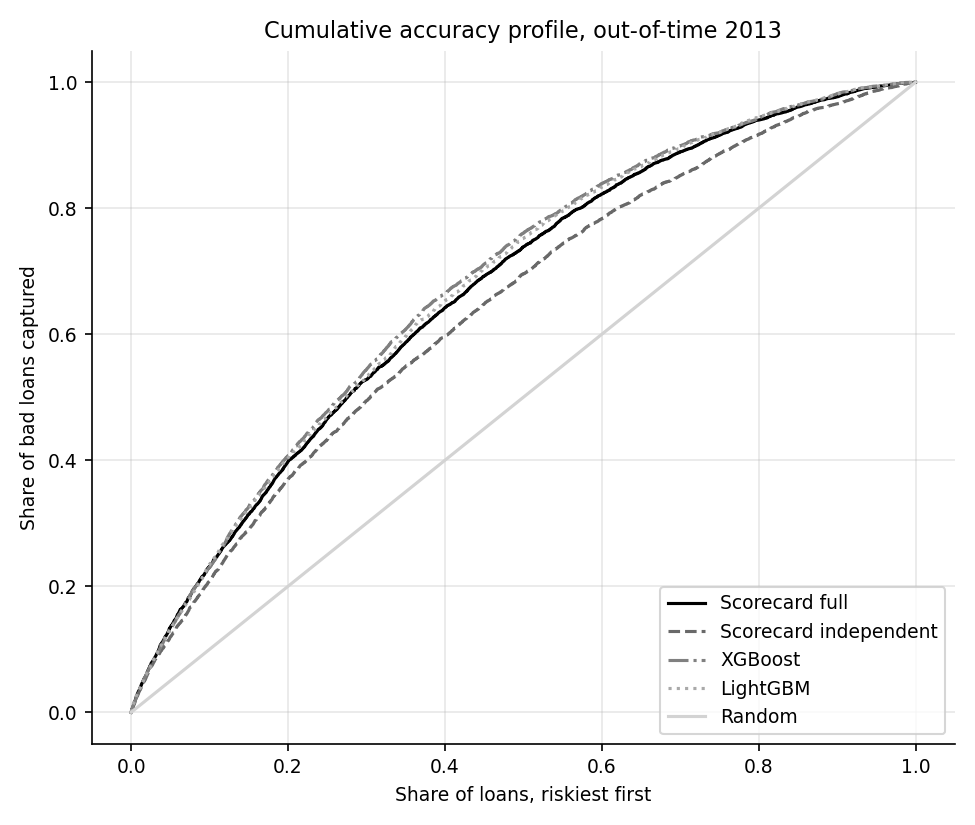 Cumulative accuracy profile, out-of-time 2013
1.0
0.8
0.6
0.4
0.2
0.0
Share of bad loans captured
Scorecard full
Scorecard independent
XGBoost
LightGBM
Random
0.0 0.2 0.4 0.6 0.8 1.0
Share of loans, riskiest first